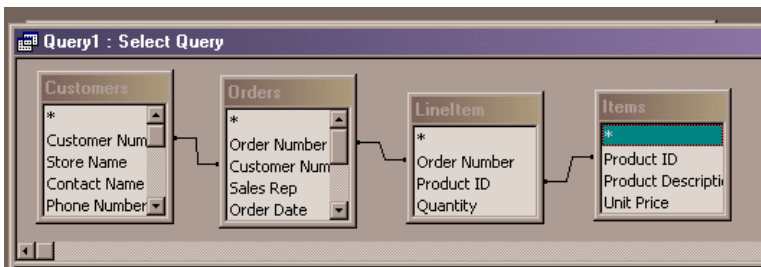 Query1 : Select Query
Customers
*
Customer Num
Store Name
Contact Name
Phone Number
Orders
*
Order Number
Customer Num
Sales Rep
Order Date
LineItem
*
Order Number
Product ID
Quantity
Items
*
Product ID
Product Descripti
Unit Price